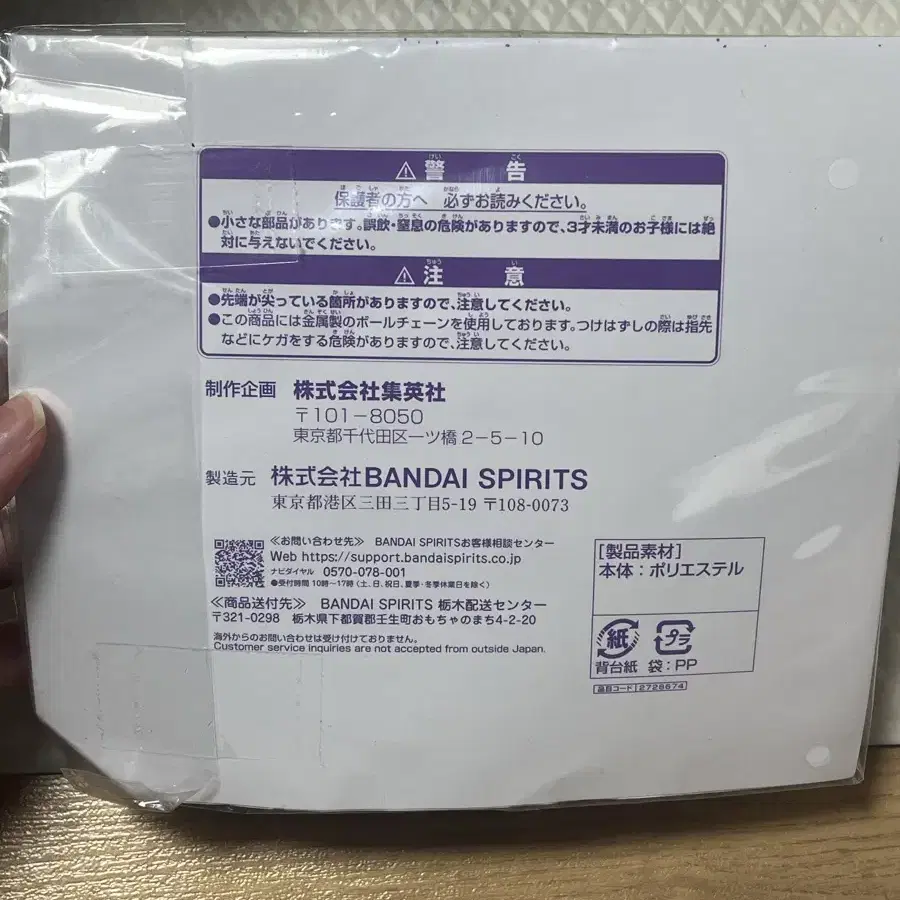 ⚠警告
保護者の方へ 必ずお読みください。
●小さな部品があります。誤飲・窒息の危険がありますので、3才未満のお子様には絶
対に与えないでください。
⚠注意
●先端が尖っている箇所がありますので、注意してください。
●この商品には金属製のボールチェーンを使用しております。つけはずしの際は指先
などにケガをする危険がありますので、注意してください。
制作企画 株式会社集英社
〒101-8050
東京都千代田区一ツ橋2-5-10
製造元 株式会社BANDAI SPIRITS
東京都港区三田三丁目5-19 〒108-0073
≪お問い合わせ先≫ BANDAI SPIRITSお客様相談センター
Web https://support.bandaispirits.co.jp
ナビダイヤル 0570-078-001
●受付時間 10時～17時(土、日、祝日、夏季・冬季休業日を除く)
≪商品送付先≫ BANDAI SPIRITS 栃木配送センター
〒321-0298 栃木県下都賀郡壬生町おもちゃのまち4-2-20
海外からのお問い合わせは受け付けておりません。
Customer service inquiries are not accepted from outside Japan.
[製品素材]
本体：ポリエステル
紙 プラ
背台紙 袋：PP
品目コード 2728674